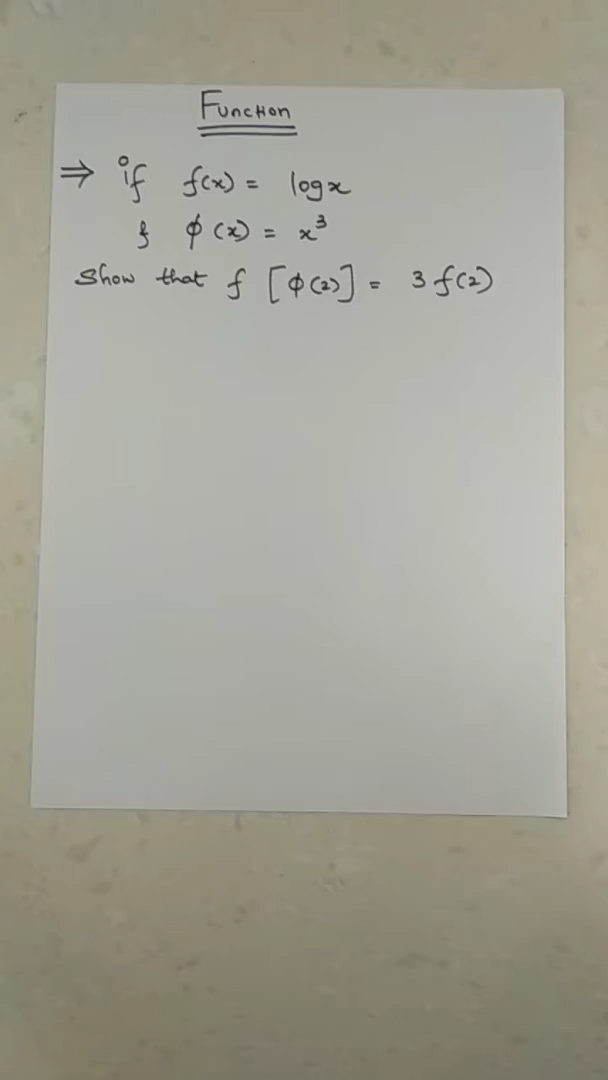 Function
⇒ if f(x) = log x
& φ(x) = x³
Show that f [φ(2)] = 3 f(2)